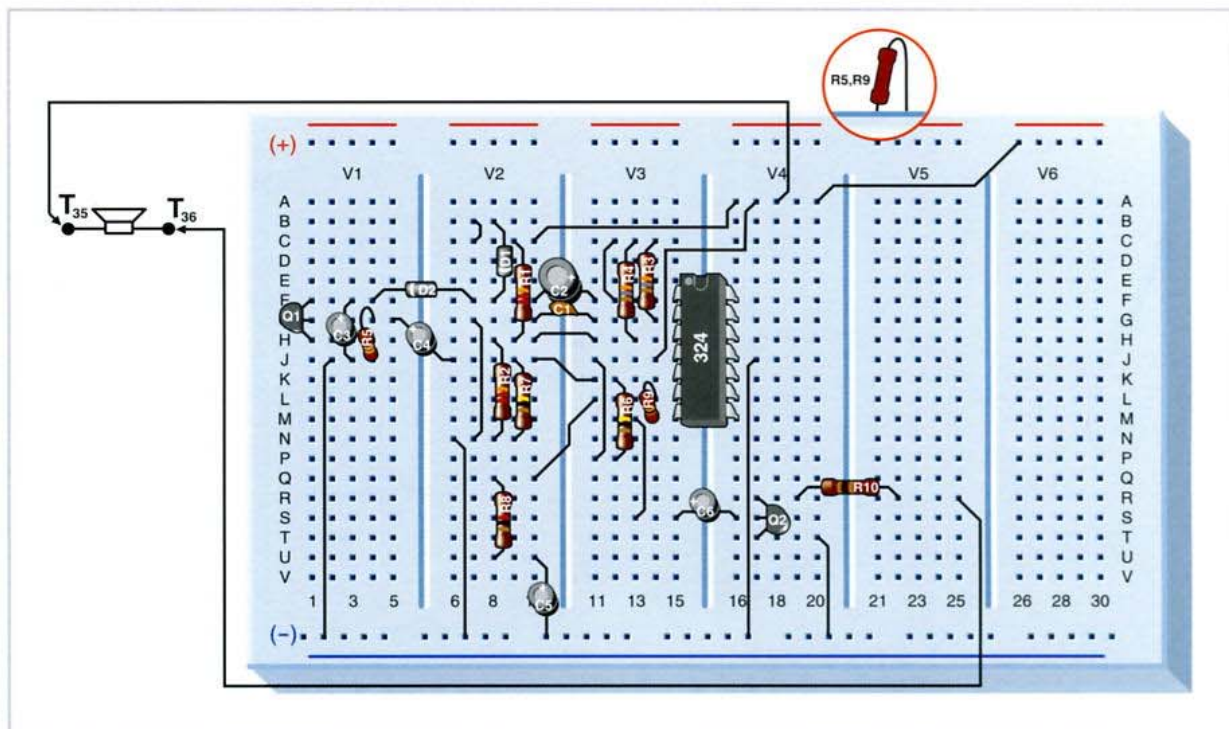 R5,R9
(+)
V1 V2 V3 V4 V5 V6
T35 T36
A A
B B
C C
D D1 D
E R1 C2 R4 R3 E
F D2 F
G Q1 C3 C1 G
H R5 C4 324 H
J J
K R2 R7 K
L R6 R9 L
M M
N N
P P
Q Q
R R8 R10 R
S C6 Q2 S
T T
U U
V C5 V
1 3 5 6 8 11 13 15 16 18 20 21 23 25 26 28 30
(-)